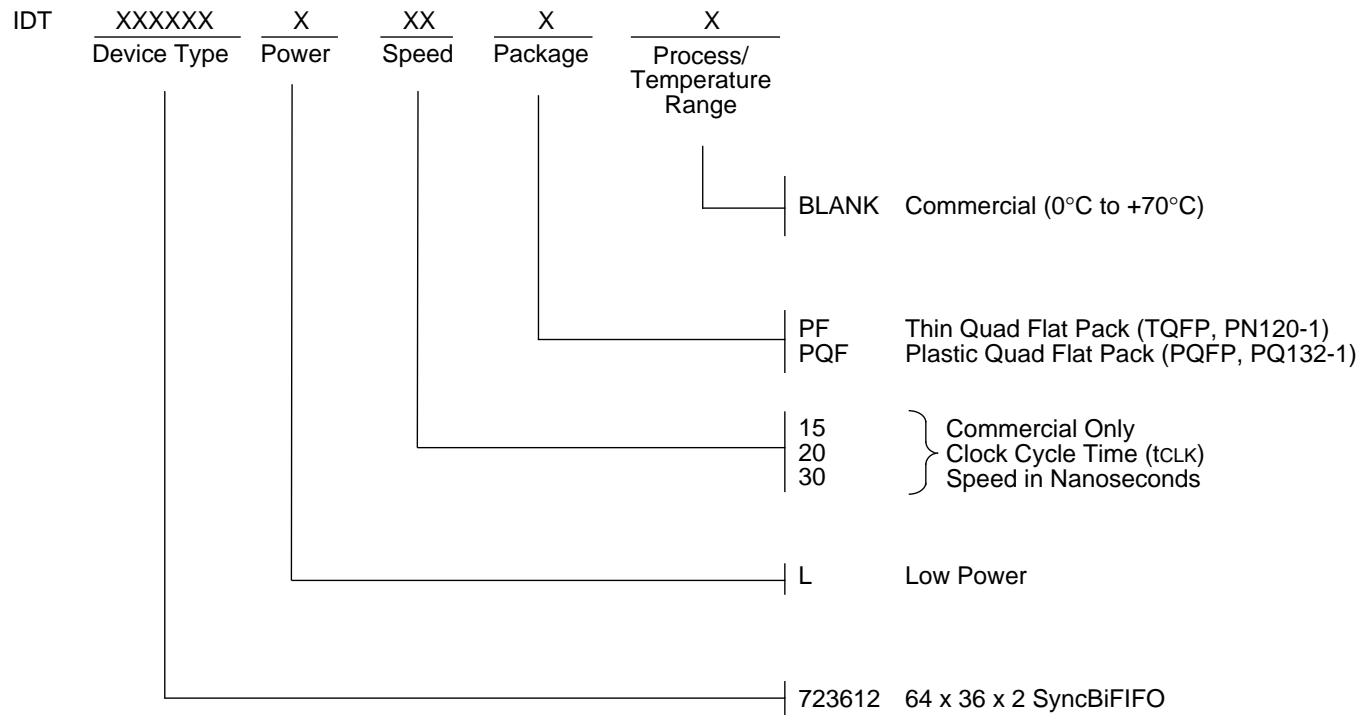 IDT XXXXXX X XX X X
Device Type Power Speed Package Process/
Temperature
Range
BLANK Commercial (0°C to +70°C)
PF Thin Quad Flat Pack (TQFP, PN120-1)
PQF Plastic Quad Flat Pack (PQFP, PQ132-1)
15 Commercial Only
20 Clock Cycle Time (tCLK)
30 Speed in Nanoseconds
L Low Power
723612 64 x 36 x 2 SyncBiFIFO